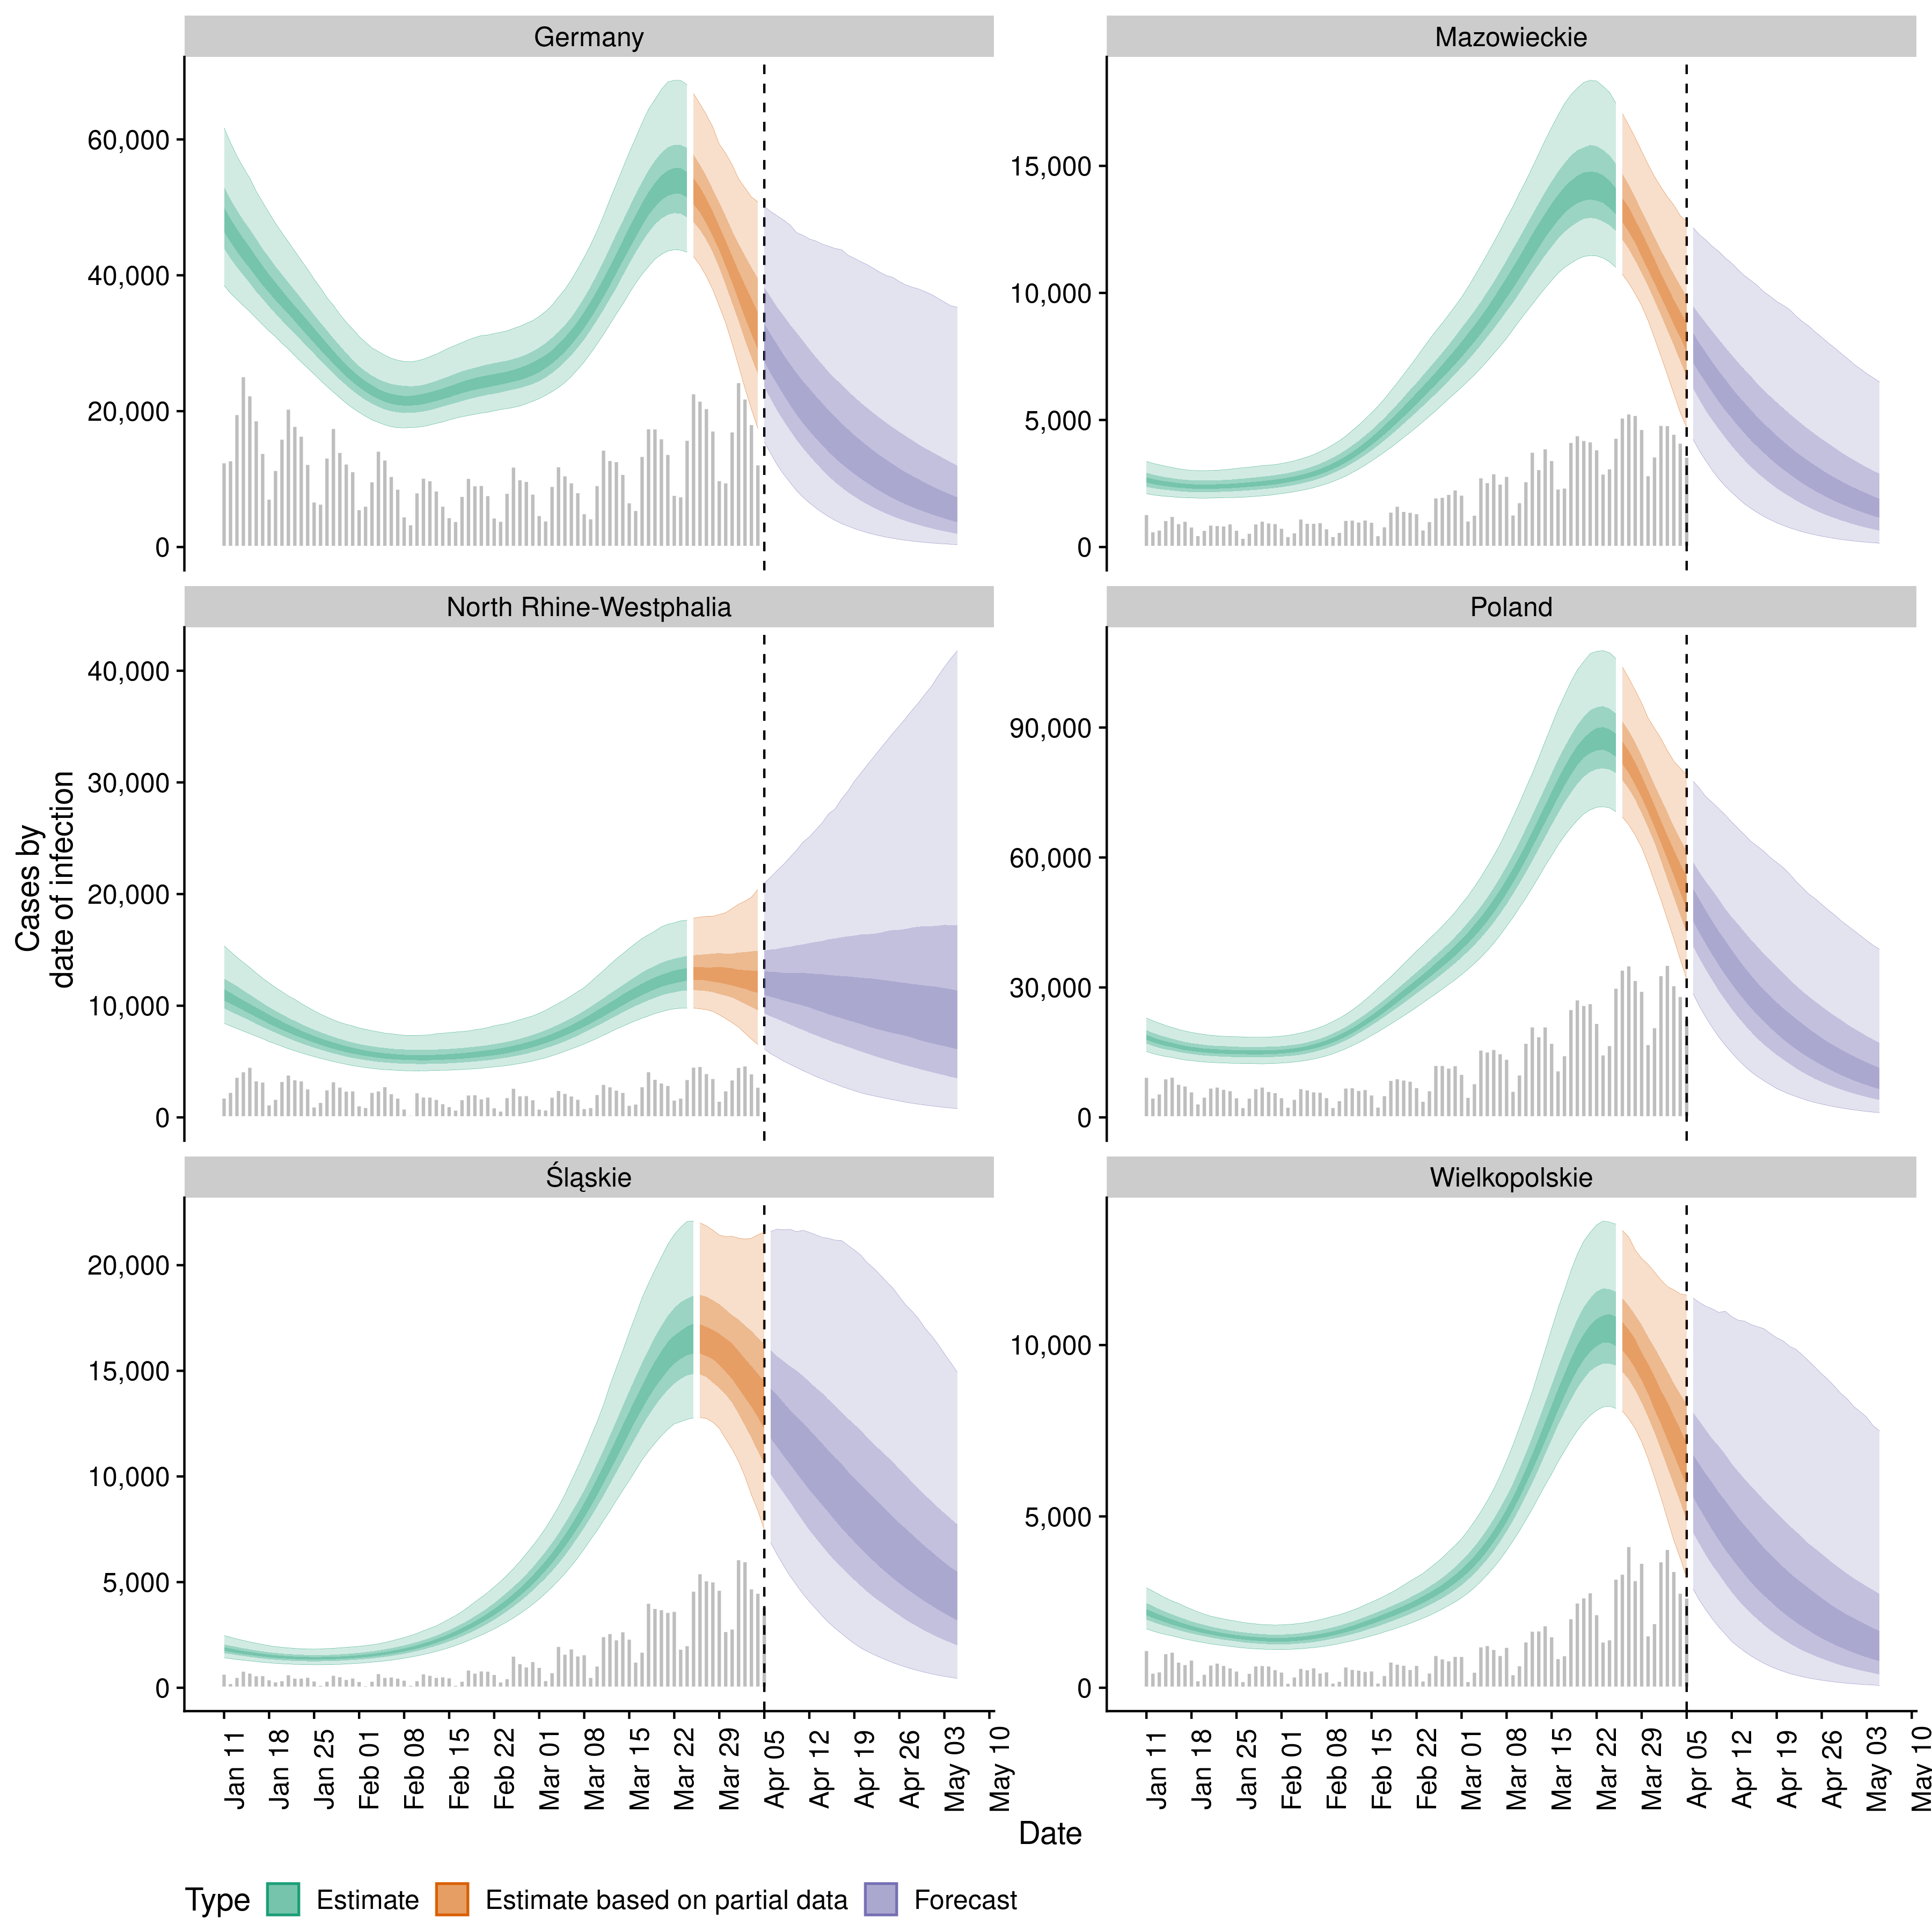 Germany
Mazowieckie
60,000
40,000
20,000
0
15,000
10,000
5,000
0
North Rhine-Westphalia
Poland
40,000
30,000
20,000
10,000
0
90,000
60,000
30,000
0
Cases by
date of infection
Śląskie
Wielkopolskie
20,000
15,000
10,000
5,000
0
10,000
5,000
0
Jan 11 Jan 18 Jan 25 Feb 01 Feb 08 Feb 15 Feb 22 Mar 01 Mar 08 Mar 15 Mar 22 Mar 29 Apr 05 Apr 12 Apr 19 Apr 26 May 03 May 10
Jan 11 Jan 18 Jan 25 Feb 01 Feb 08 Feb 15 Feb 22 Mar 01 Mar 08 Mar 15 Mar 22 Mar 29 Apr 05 Apr 12 Apr 19 Apr 26 May 03 May 10
Date
Type Estimate Estimate based on partial data Forecast